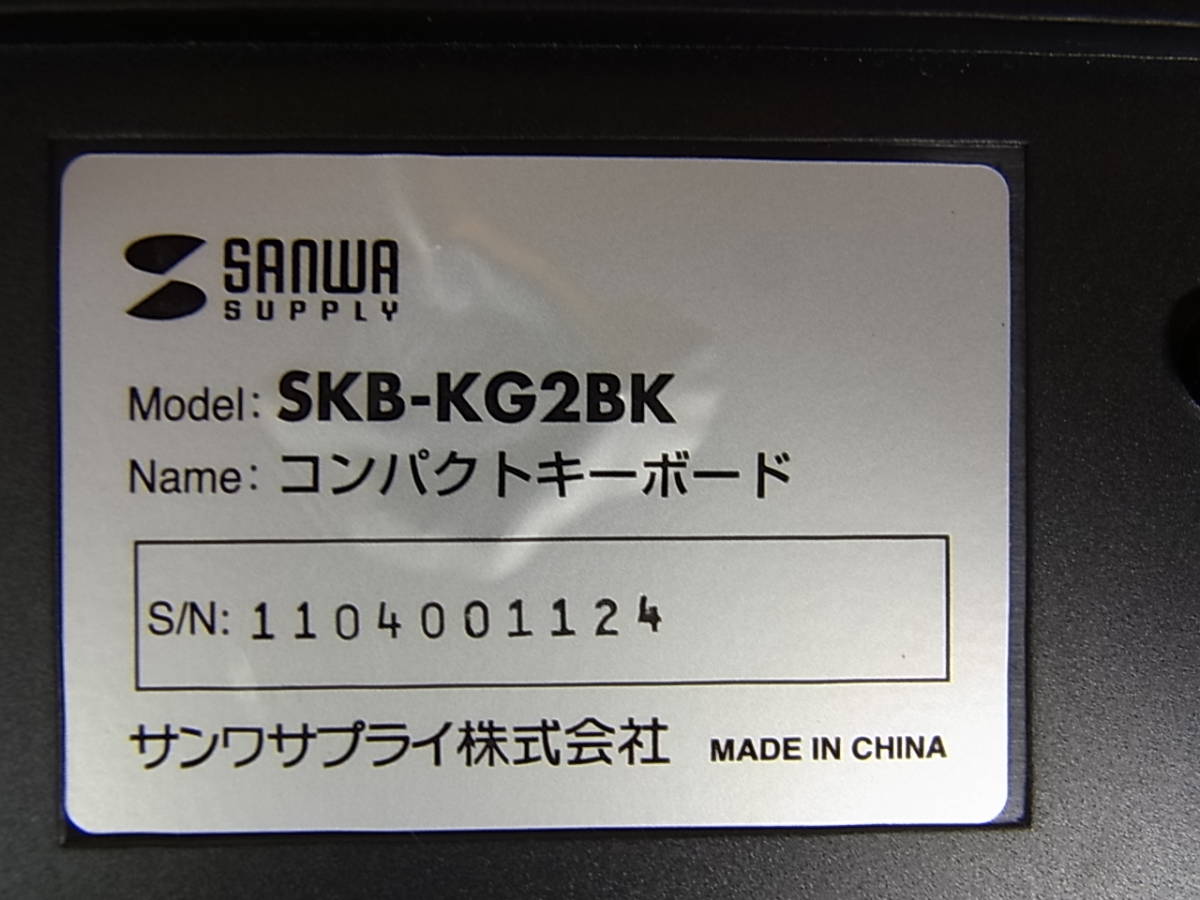 SANWA
SUPPLY
Model: SKB-KG2BK
Name: コンパクトキーボード
S/N: 1104001124
サンワサプライ株式会社 MADE IN CHINA